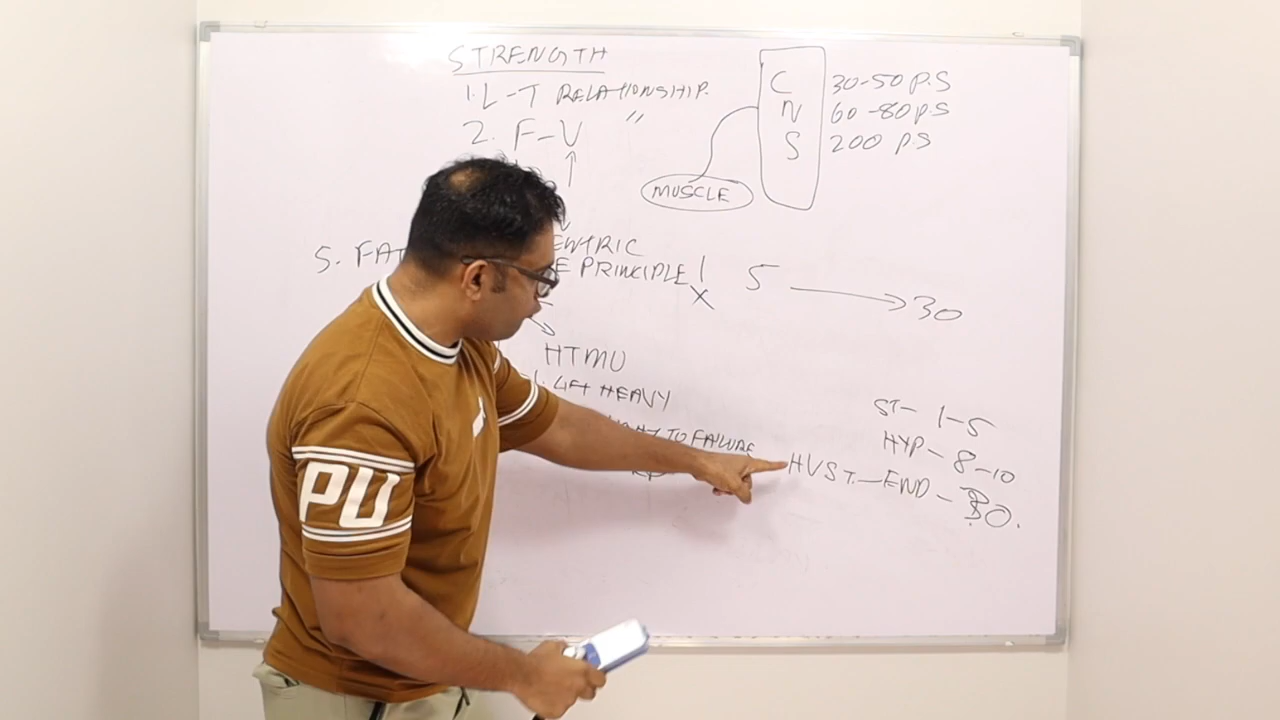 STRENGTH
1. L-T RELATIONSHIP.
2. F-V "
C 30-50 P.S
N 60-80 P.S
S 200 P.S
MUSCLE
5. FAT
ENTRIC
E PRINCIPLE!
X
5 → 30
HTMU
1. LIFT HEAVY
TO FAILURE
ST- 1-5
HYP- 8-10
HVST.-END-30.
PU